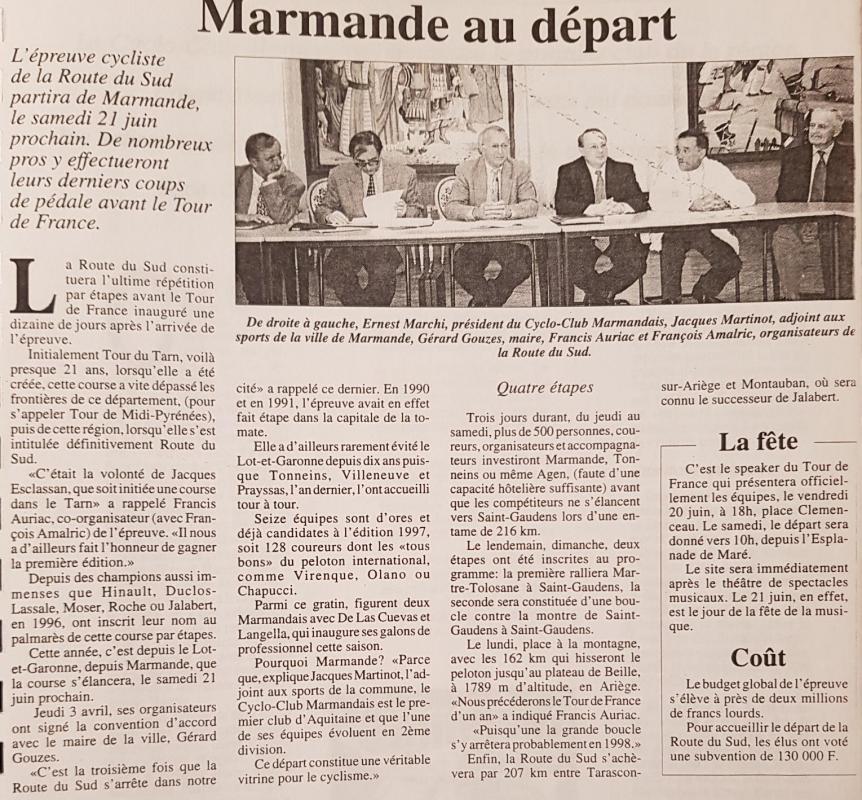 Marmande au départ
L'épreuve cycliste
de la Route du Sud
partira de Marmande,
le samedi 21 juin
prochain. De nombreux
pros y effectueront
leurs derniers coups
de pédale avant le Tour
de France.
De droite à gauche, Ernest Marchi, président du Cyclo-Club Marmandais, Jacques Martinot, adjoint aux
sports de la ville de Marmande, Gérard Gouzes, maire, Francis Auriac et François Amalric, organisateurs de
la Route du Sud.
La Route du Sud consti-
tuera l'ultime répétition
par étapes avant le Tour
de France inauguré une
dizaine de jours après l'arrivée de
l'épreuve.
Initialement Tour du Tarn, voilà
presque 21 ans, lorsqu'elle a été
créée, cette course a vite dépassé les
frontières de ce département, (pour
s'appeler Tour de Midi-Pyrénées),
puis de cette région, lorsqu'elle s'est
intitulée définitivement Route du
Sud.
«C'était la volonté de Jacques
Esclassan, que soit initiée une course
dans le Tarn» a rappelé Francis
Auriac, co-organisateur (avec Fran-
çois Amalric) de l'épreuve. «Il nous
a d'ailleurs fait l'honneur de gagner
la première édition.»
Depuis des champions aussi im-
menses que Hinault, Duclos-
Lassale, Moser, Roche ou Jalabert,
en 1996, ont inscrit leur nom au
palmarès de cette course par étapes.
Cette année, c'est depuis le Lot-
et-Garonne, depuis Marmande, que
la course s'élancera, le samedi 21
juin prochain.
Jeudi 3 avril, ses organisateurs
ont signé la convention d'accord
avec le maire de la ville, Gérard
Gouzes.
«C'est la troisième fois que la
Route du Sud s'arrête dans notre
cité» a rappelé ce dernier. En 1990
et en 1991, l'épreuve avait en effet
fait étape dans la capitale de la to-
mate.
Elle a d'ailleurs rarement évité le
Lot-et-Garonne depuis dix ans puis-
que Tonneins, Villeneuve et
Prayssas, l'an dernier, l'ont accueilli
tour à tour.
Seize équipes sont d'ores et
déjà candidates à l'édition 1997,
soit 128 coureurs dont les «tous
bons» du peloton international,
comme Virenque, Olano ou
Chapucci.
Parmi ce gratin, figurent deux
Marmandais avec De Las Cuevas et
Langella, qui inaugure ses galons de
professionnel cette saison.
Pourquoi Marmande? «Parce
que, explique Jacques Martinot, l'ad-
joint aux sports de la commune, le
Cyclo-Club Marmandais est le pre-
mier club d'Aquitaine et que l'une
de ses équipes évoluent en 2ème
division.
Ce départ constitue une véritable
vitrine pour le cyclisme.»
Quatre étapes
Trois jours durant, du jeudi au
samedi, plus de 500 personnes, cou-
reurs, organisateurs et accompagna-
teurs investiront Marmande, Ton-
neins ou même Agen, (faute d'une
capacité hôtelière suffisante) avant
que les compétiteurs ne s'élancent
vers Saint-Gaudens lors d'une en-
tame de 216 km.
Le lendemain, dimanche, deux
étapes ont été inscrites au
programme: la première ralliera Mar-
tre-Tolosane à Saint-Gaudens, la
seconde sera constituée d'une bou-
cle contre la montre de Saint-
Gaudens à Saint-Gaudens.
Le lundi, place à la montagne,
avec les 162 km qui hisseront le
peloton jusqu'au plateau de Beille,
à 1789 m d'altitude, en Ariège.
«Nous précéderons le Tour de France
d'un an» a indiqué Francis Auriac.
«Puisqu'une la grande boucle
s'y arrêtera probablement en 1998.»
Enfin, la Route du Sud s'achè-
vera par 207 km entre Tarascon-
sur-Ariège et Montauban, où sera
connu le successeur de Jalabert.
La fête
C'est le speaker du Tour de
France qui présentera officiel-
lement les équipes, le vendredi
20 juin, à 18h, place Clemen-
ceau. Le samedi, le départ sera
donné vers 10h, depuis l'Espla-
nade de Maré.
Le site sera immédiatement
après le théâtre de spectacles
musicaux. Le 21 juin, en effet,
est le jour de la fête de la musi-
que.
Coût
Le budget global de l'épreuve
s'élève à près de deux millions
de francs lourds.
Pour accueillir le départ de la
Route du Sud, les élus ont voté
une subvention de 130 000 F.